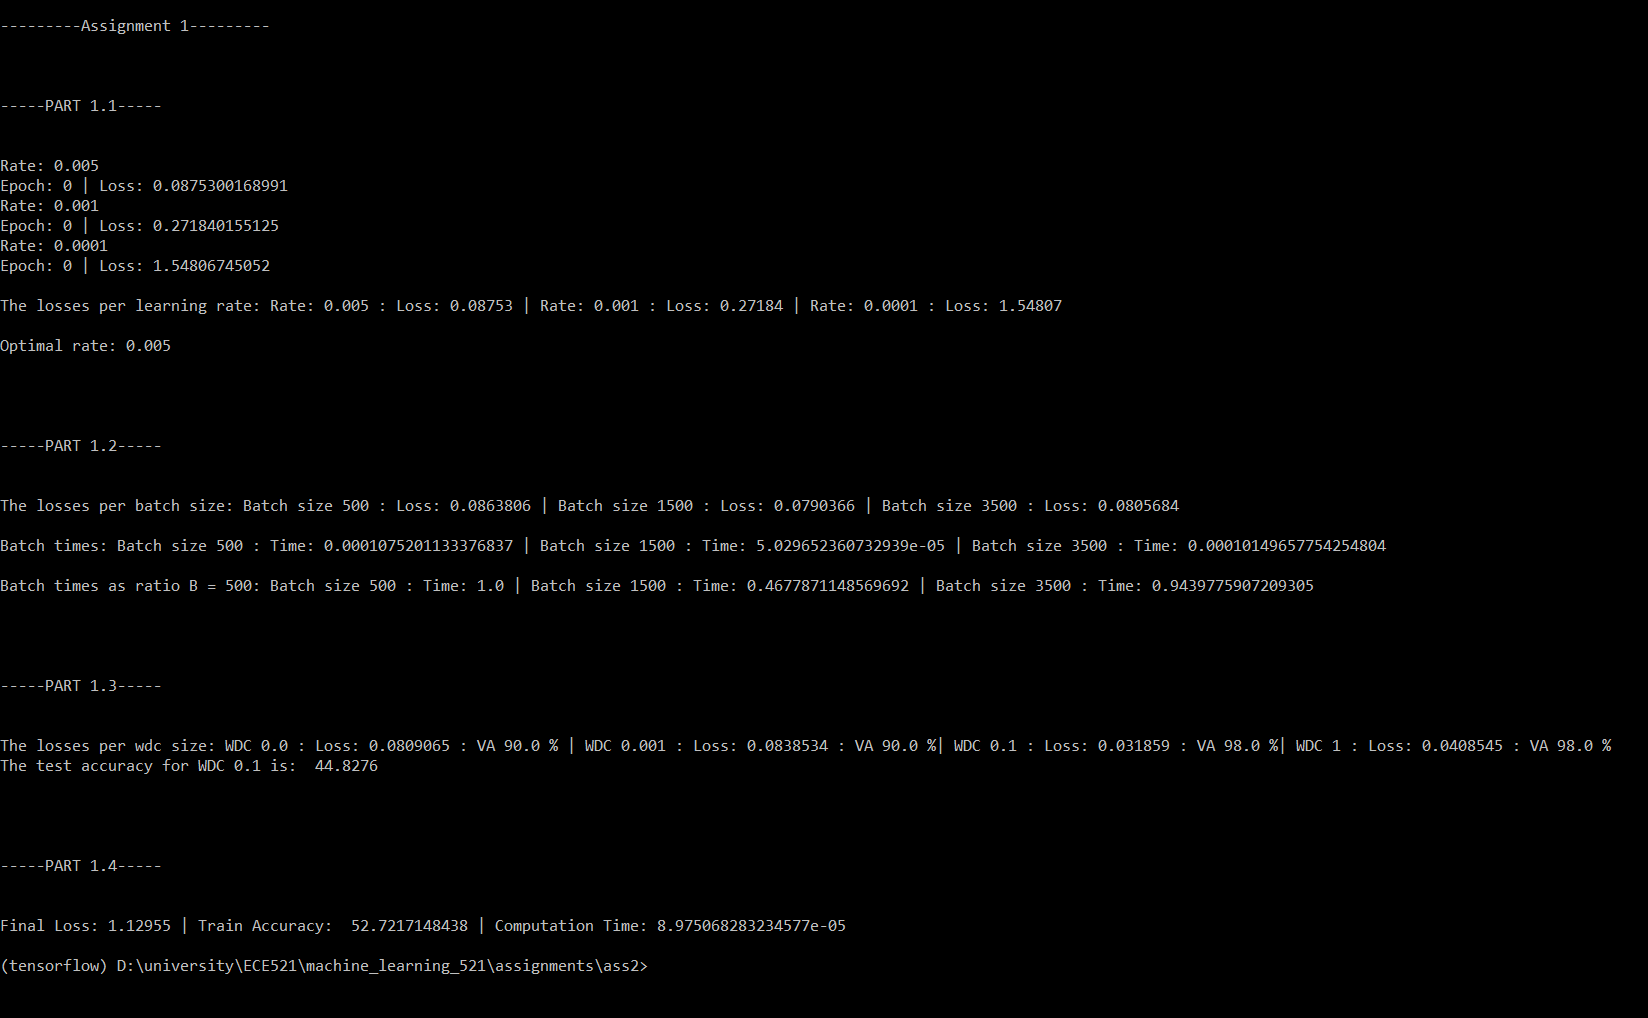 ---------Assignment 1---------
-----PART 1.1-----
Rate: 0.005
Epoch: 0 | Loss: 0.0875300168991
Rate: 0.001
Epoch: 0 | Loss: 0.271840155125
Rate: 0.0001
Epoch: 0 | Loss: 1.54806745052
The losses per learning rate: Rate: 0.005 : Loss: 0.08753 | Rate: 0.001 : Loss: 0.27184 | Rate: 0.0001 : Loss: 1.54807
Optimal rate: 0.005
-----PART 1.2-----
The losses per batch size: Batch size 500 : Loss: 0.0863806 | Batch size 1500 : Loss: 0.0790366 | Batch size 3500 : Loss: 0.0805684
Batch times: Batch size 500 : Time: 0.0001075201133376837 | Batch size 1500 : Time: 5.029652360732939e-05 | Batch size 3500 : Time: 0.00010149657754254804
Batch times as ratio B = 500: Batch size 500 : Time: 1.0 | Batch size 1500 : Time: 0.4677871148569692 | Batch size 3500 : Time: 0.9439775907209305
-----PART 1.3-----
The losses per wdc size: WDC 0.0 : Loss: 0.0809065 : VA 90.0 % | WDC 0.001 : Loss: 0.0838534 : VA 90.0 %| WDC 0.1 : Loss: 0.031859 : VA 98.0 %| WDC 1 : Loss: 0.0408545 : VA 98.0 %
The test accuracy for WDC 0.1 is:  44.8276
-----PART 1.4-----
Final Loss: 1.12955 | Train Accuracy:  52.7217148438 | Computation Time: 8.975068283234577e-05
(tensorflow) D:\university\ECE521\machine_learning_521\assignments\ass2>